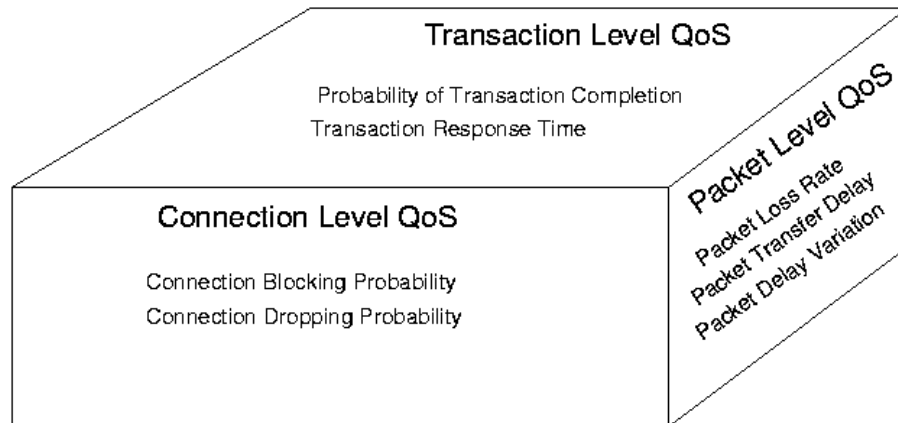 Transaction Level QoS
Probability of Transaction Completion
Transaction Response Time
Connection Level QoS
Connection Blocking Probability
Connection Dropping Probability
Packet Level QoS
Packet Loss Rate
Packet Transfer Delay
Packet Delay Variation